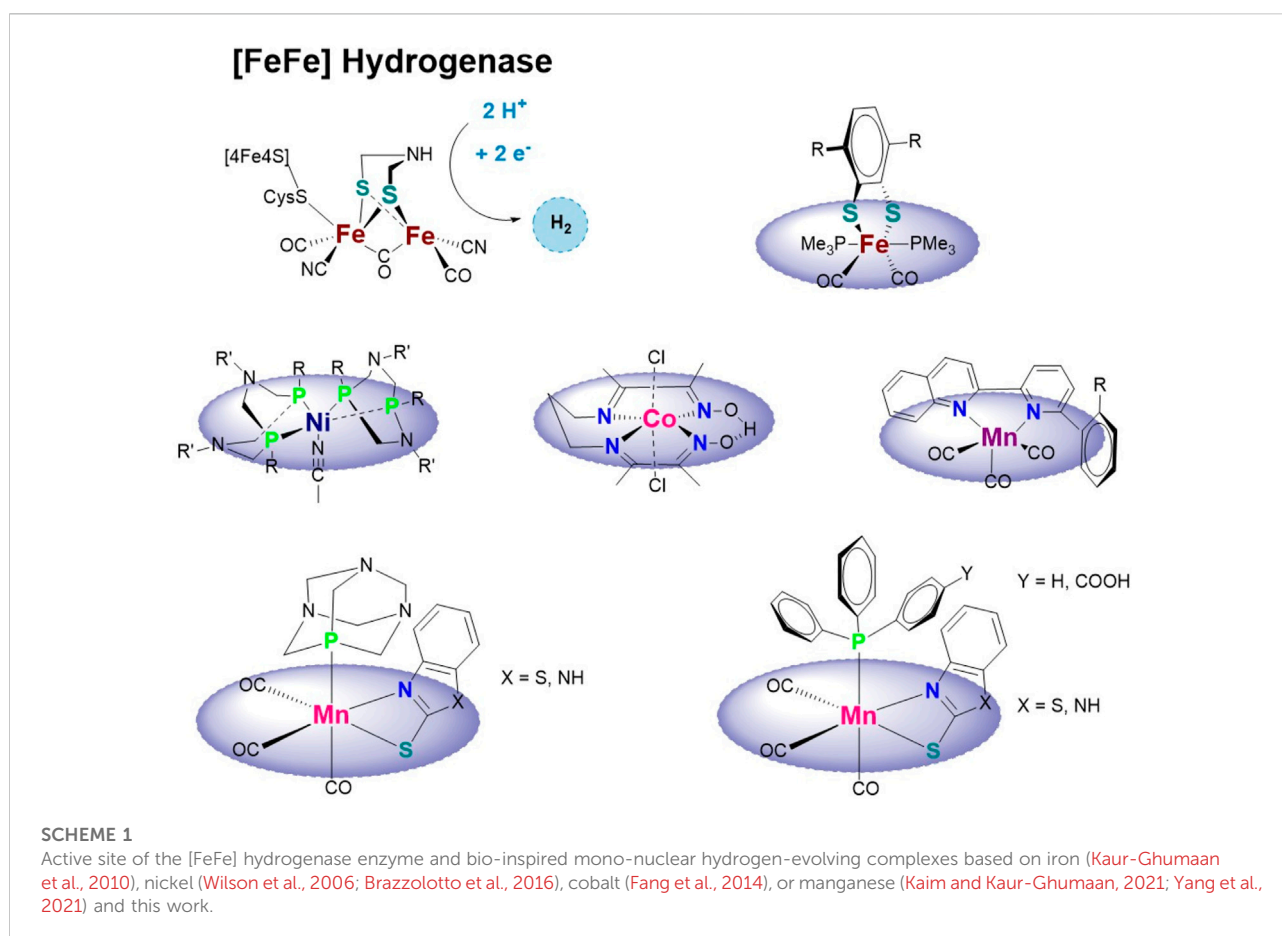 [FeFe] Hydrogenase
2 H⁺
+ 2 e⁻
H₂
[4Fe4S]
CysS
NH
S
S
Fe
Fe
OC
NC
C
O
CN
CO
R
R
S
S
Me₃P
Fe
PMe₃
OC
CO
R'
N
R
R
N
R'
P
P
P
R
Ni
P
R'
N
R
N
N
R'
C
Cl
N
N
O
Co
H
N
N
O
Cl
R
N
N
Mn
OC
CO
CO
N
N
N
P
OC
N
X
Mn
OC
S
CO
X = S, NH
Y
Y = H, COOH
P
OC
N
X
Mn
OC
S
CO
X = S, NH
SCHEME 1
Active site of the [FeFe] hydrogenase enzyme and bio-inspired mono-nuclear hydrogen-evolving complexes based on iron (Kaur-Ghumaan
et al., 2010), nickel (Wilson et al., 2006; Brazzolotto et al., 2016), cobalt (Fang et al., 2014), or manganese (Kaim and Kaur-Ghumaan, 2021; Yang et al.,
2021) and this work.